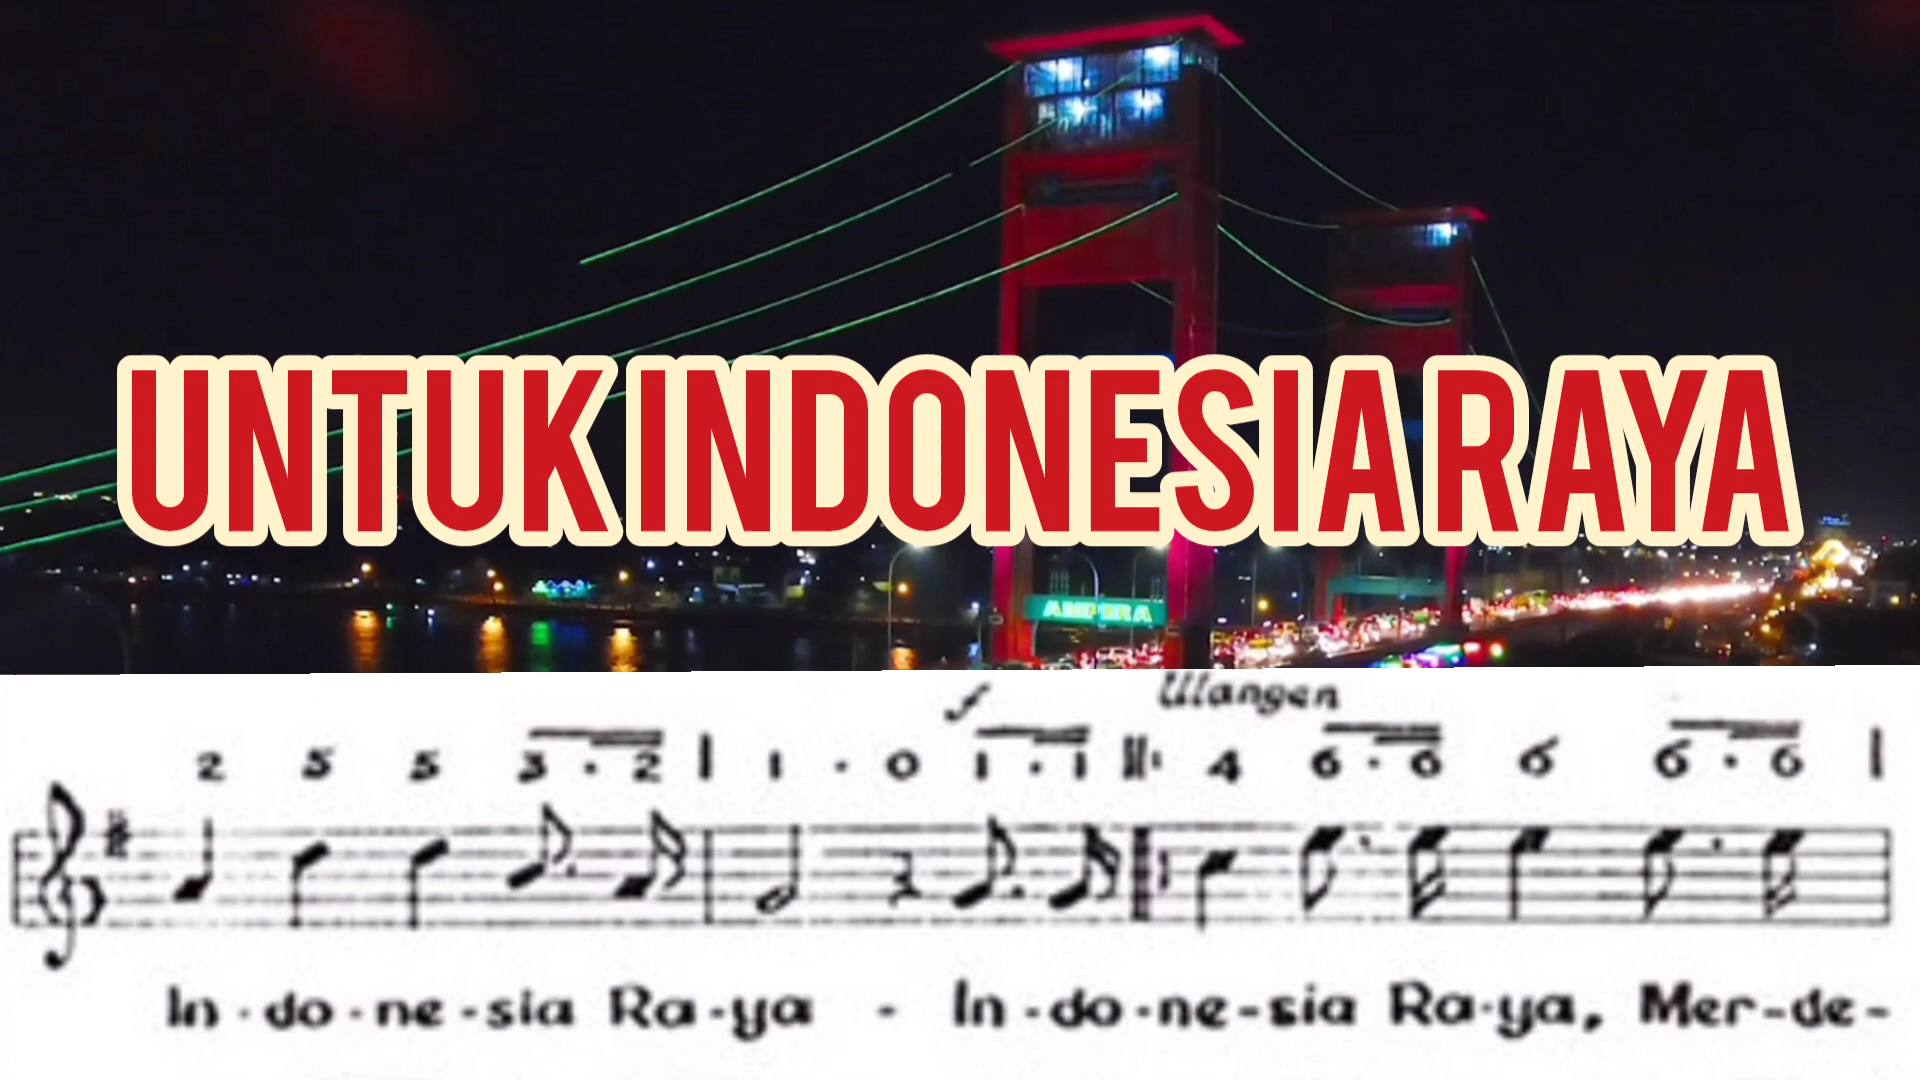 UNTUK INDONESIA RAYA
AMPERA
f Ulangen
2 5 5 3 . 2 | 1 . 0 1 . 1 ||: 4 6 . 6 6 6 . 6 |
In - do - ne - sia Ra - ya - In - do - ne - sia Ra - ya, Mer - de -